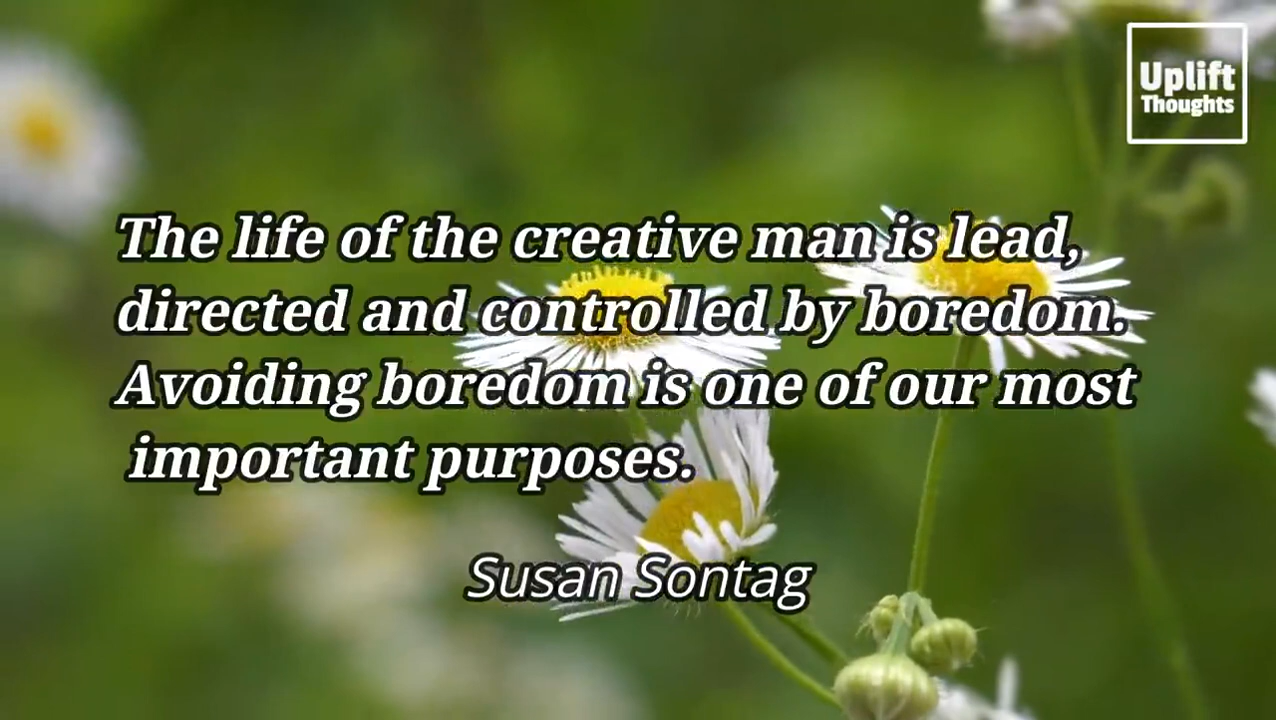 Uplift
Thoughts
The life of the creative man is lead,
directed and controlled by boredom.
Avoiding boredom is one of our most
important purposes.
Susan Sontag